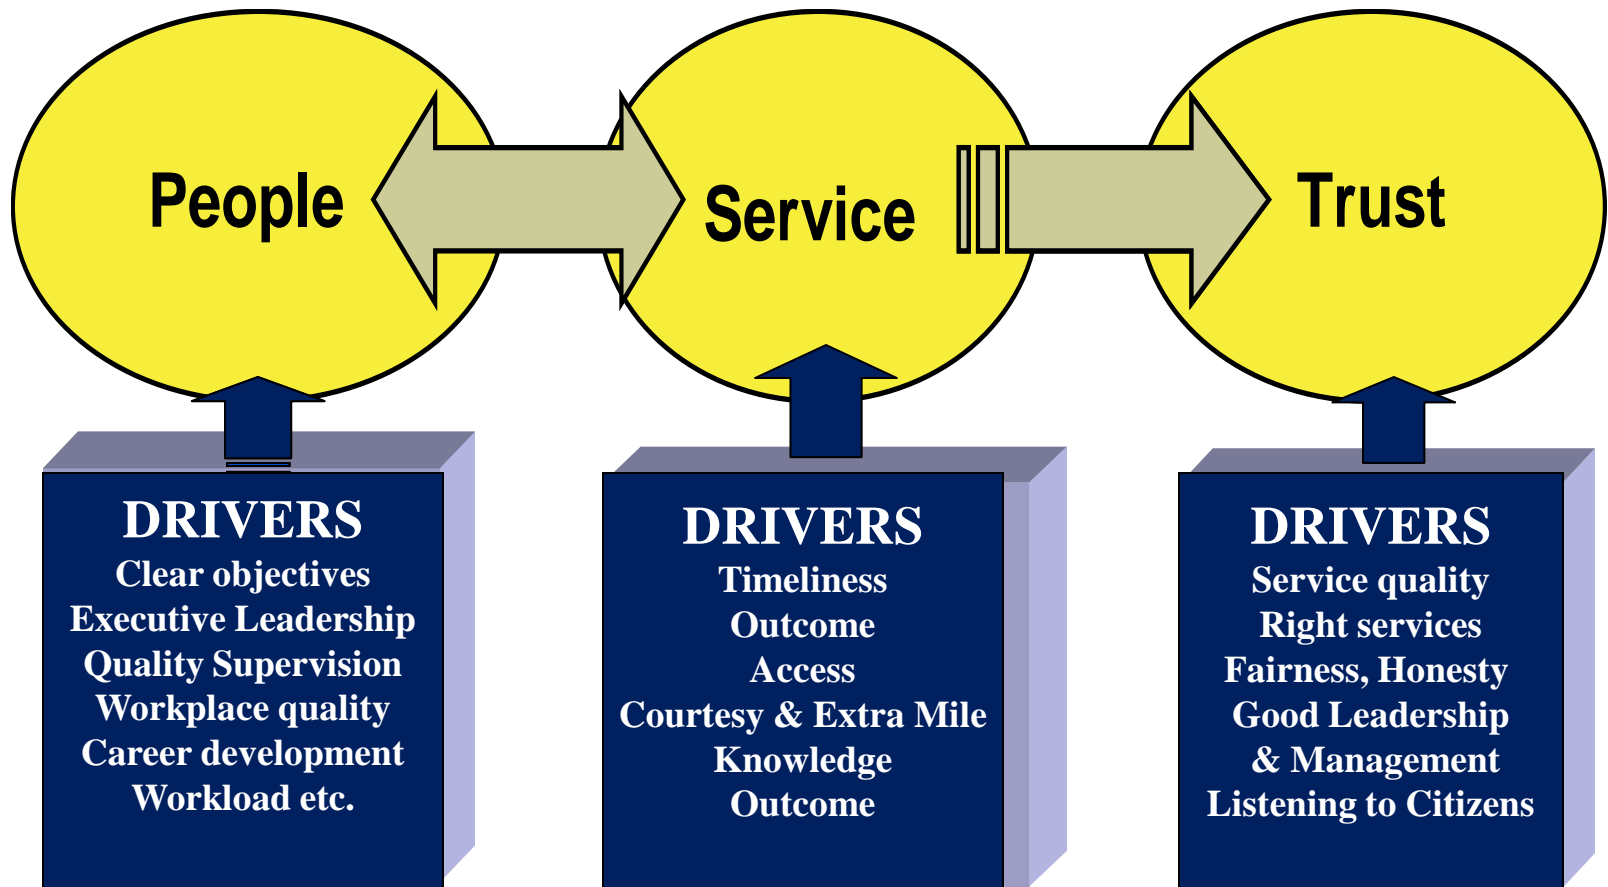 People
Service
Trust
DRIVERS
Clear objectives
Executive Leadership
Quality Supervision
Workplace quality
Career development
Workload etc.
DRIVERS
Timeliness
Outcome
Access
Courtesy & Extra Mile
Knowledge
Outcome
DRIVERS
Service quality
Right services
Fairness, Honesty
Good Leadership
& Management
Listening to Citizens